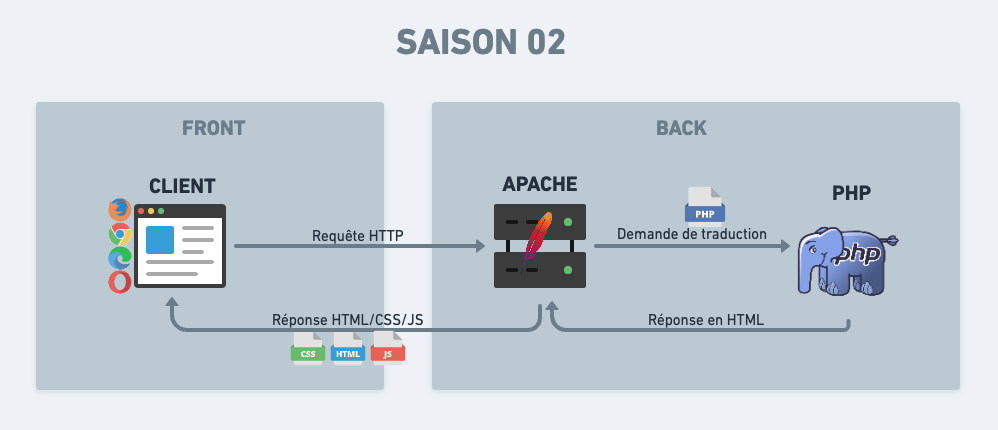 SAISON 02
FRONT
BACK
CLIENT
APACHE
PHP
PHP
Requête HTTP
Demande de traduction
php
Réponse HTML/CSS/JS
Réponse en HTML
CSS
HTML
JS